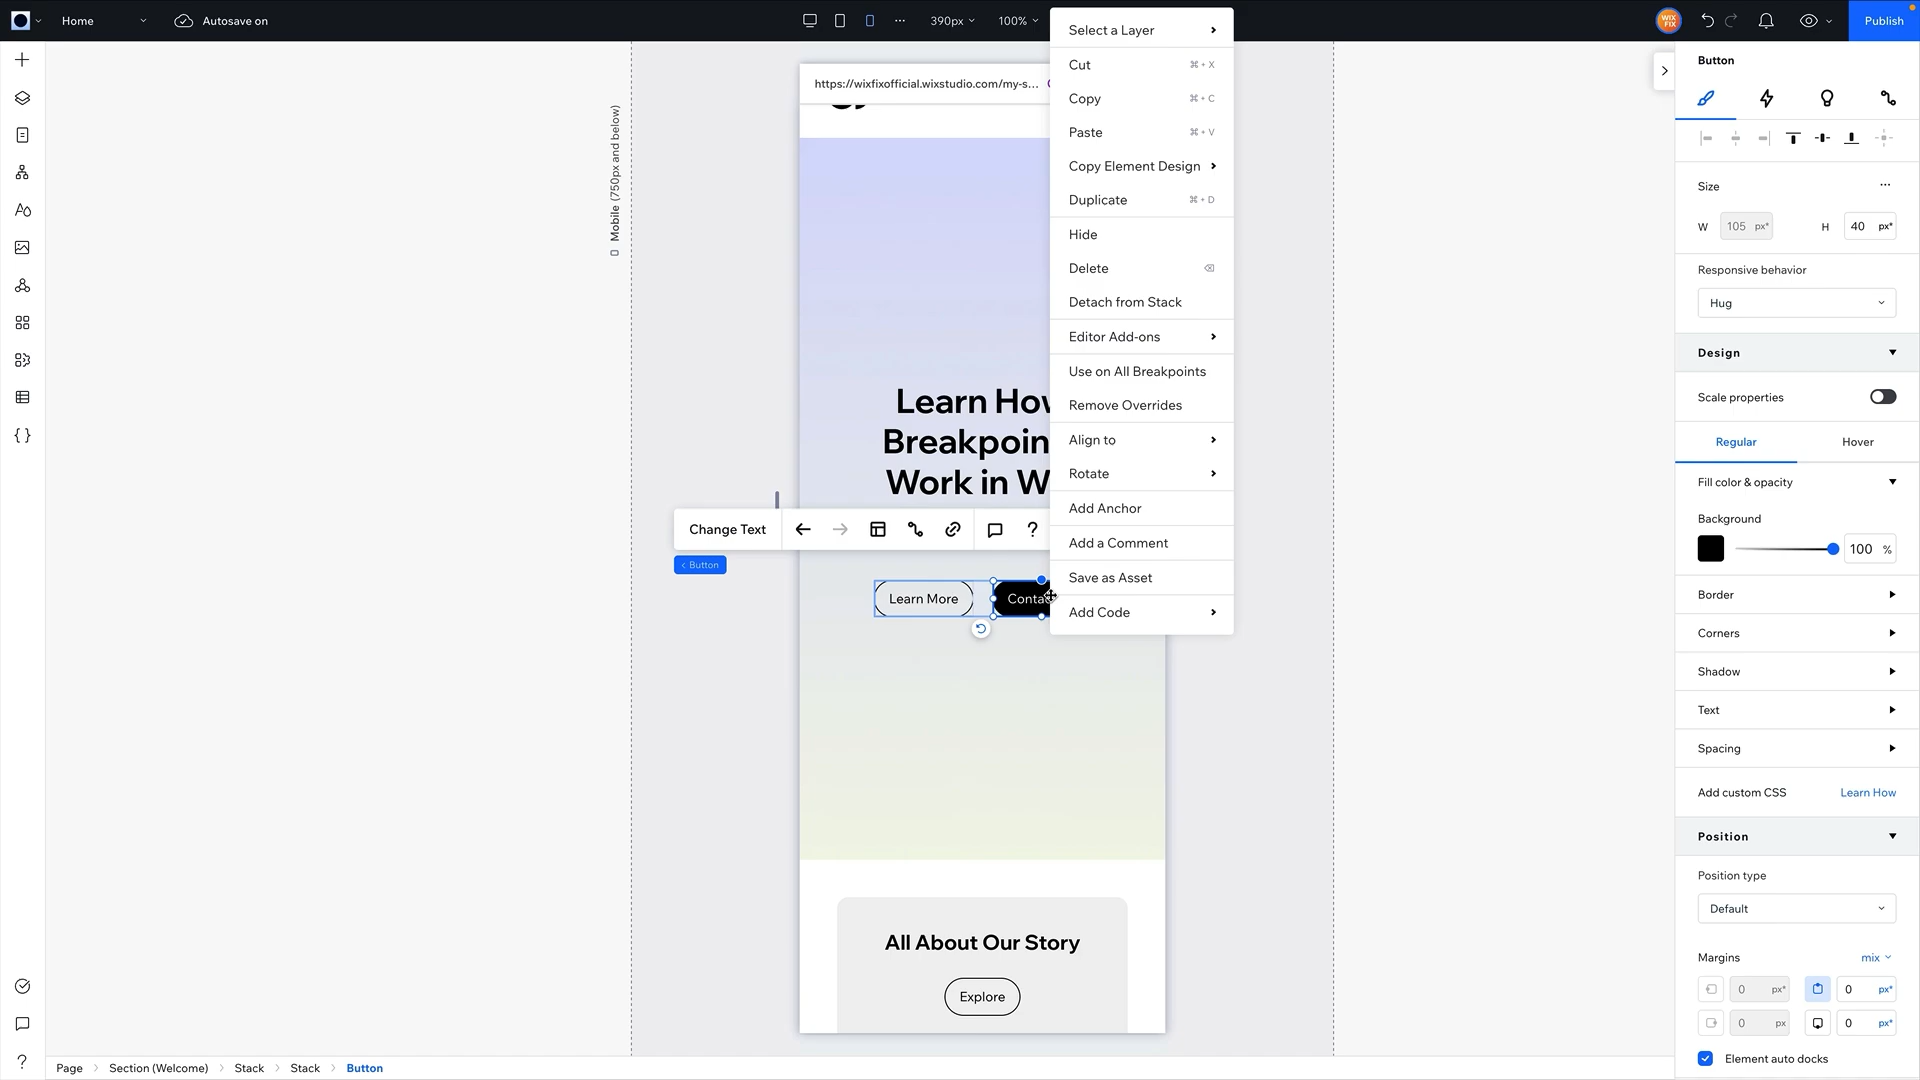 Home
Autosave on
390px
100%
WIX
FIX
Publish
https://wixfixofficial.wixstudio.com/my-s...
Mobile (750px and below)
Learn How
Breakpoin
Work in W
Change Text
?
Button
Learn More
Contac
All About Our Story
Explore
Select a Layer
Cut ⌘ + X
Copy ⌘ + C
Paste ⌘ + V
Copy Element Design
Duplicate ⌘ + D
Hide
Delete
Detach from Stack
Editor Add-ons
Use on All Breakpoints
Remove Overrides
Align to
Rotate
Add Anchor
Add a Comment
Save as Asset
Add Code
Button
Size
W 105 px* H 40 px*
Responsive behavior
Hug
Design
Scale properties
Regular Hover
Fill color & opacity
Background
100 %
Border
Corners
Shadow
Text
Spacing
Add custom CSS Learn How
Position
Position type
Default
Margins mix
0 px* 0 px*
0 px 0 px*
Element auto docks
?
Page > Section (Welcome) > Stack > Stack > Button